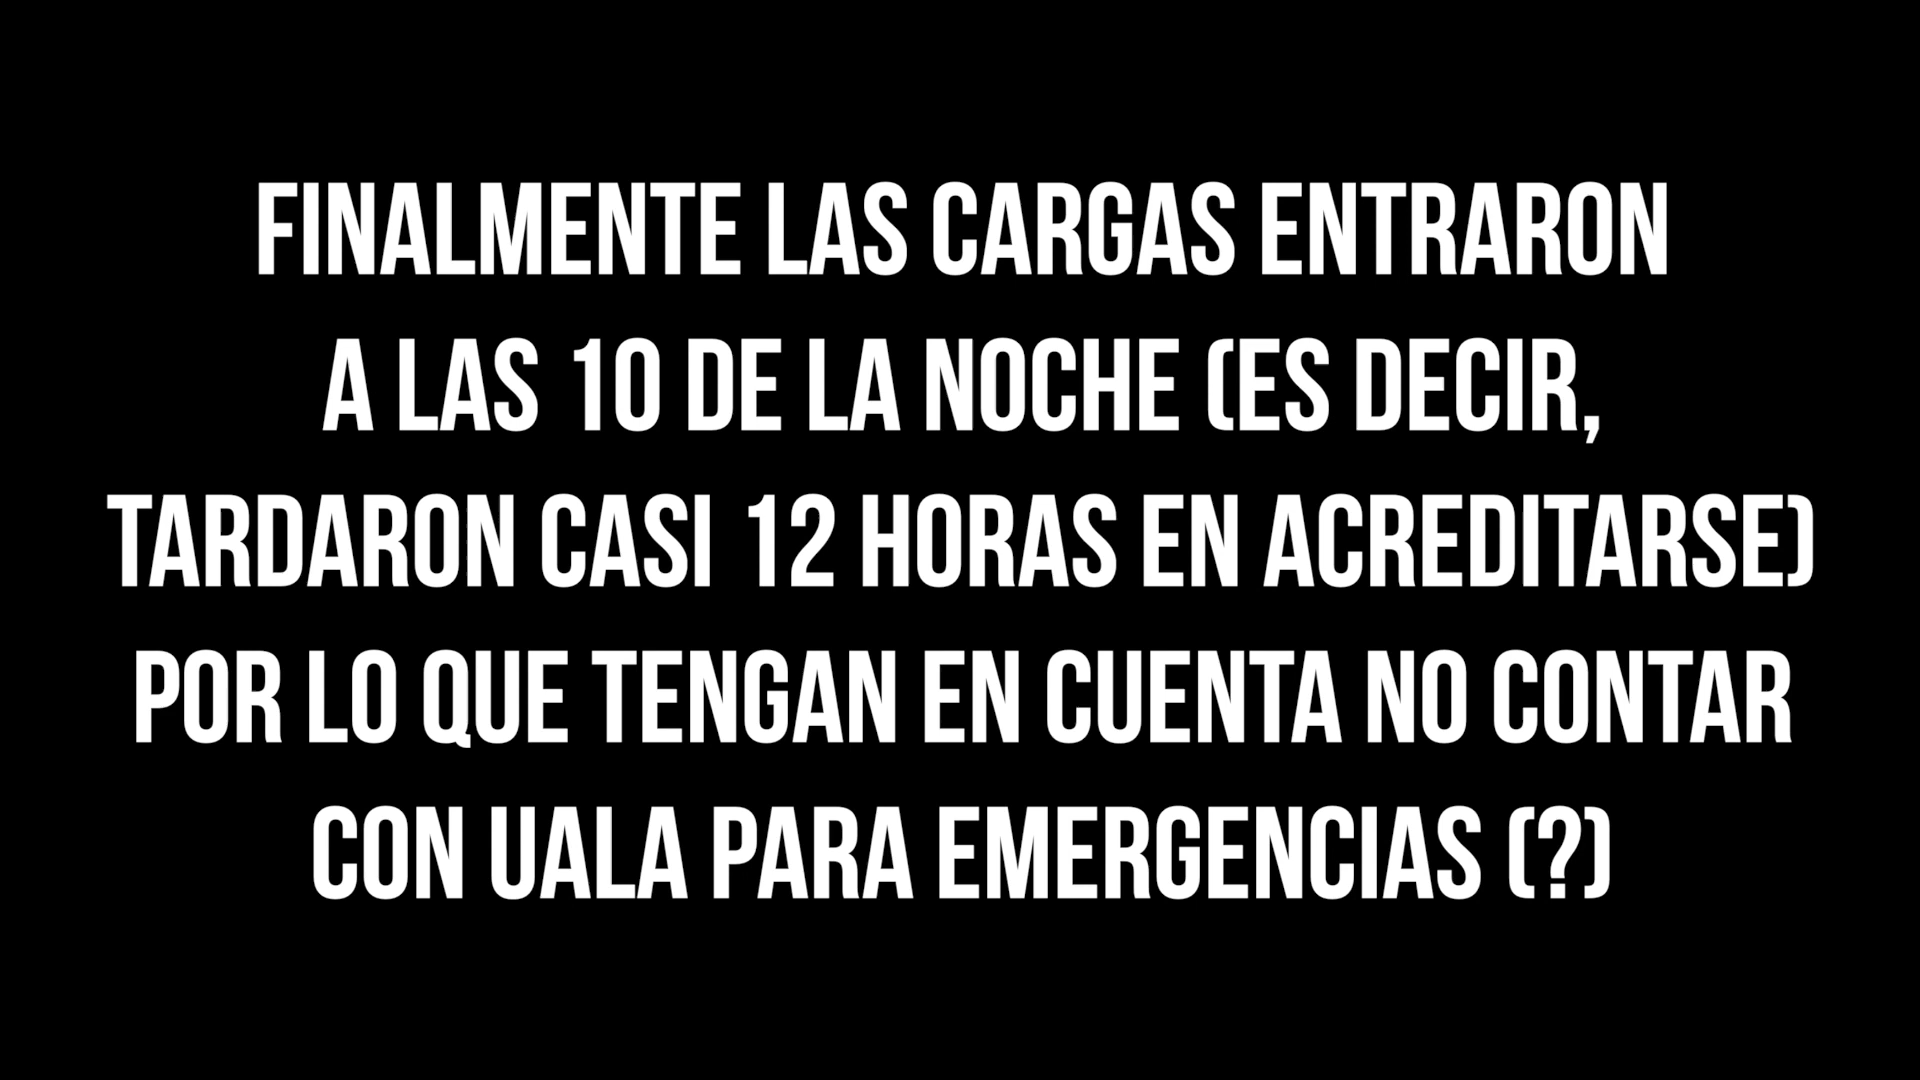 FINALMENTE LAS CARGAS ENTRARON
A LAS 10 DE LA NOCHE (ES DECIR,
TARDARON CASI 12 HORAS EN ACREDITARSE)
POR LO QUE TENGAN EN CUENTA NO CONTAR
CON UALA PARA EMERGENCIAS (?)